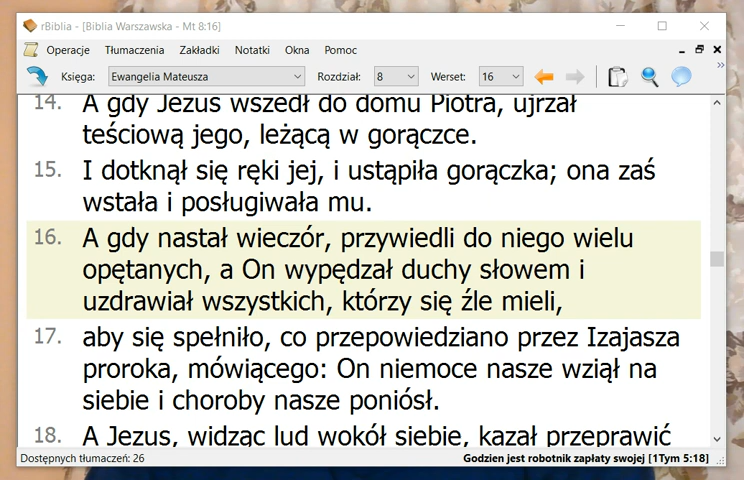 rBiblia - [Biblia Warszawska - Mt 8:16]
Operacje Tłumaczenia Zakładki Notatki Okna Pomoc
Księga: Ewangelia Mateusza Rozdział: 8 Werset: 16
14. A gdy Jezus wszedł do domu Piotra, ujrzał
teściową jego, leżącą w gorączce.
15. I dotknął się ręki jej, i ustąpiła gorączka; ona zaś
wstała i posługiwała mu.
16. A gdy nastał wieczór, przywiedli do niego wielu
opętanych, a On wypędzał duchy słowem i
uzdrawiał wszystkich, którzy się źle mieli,
17. aby się spełniło, co przepowiedziano przez Izajasza
proroka, mówiącego: On niemoce nasze wziął na
siebie i choroby nasze poniósł.
18. A Jezus, widząc lud wokół siebie, kazał przeprawić
Dostępnych tłumaczeń: 26 Godzien jest robotnik zapłaty swojej [1Tym 5:18]